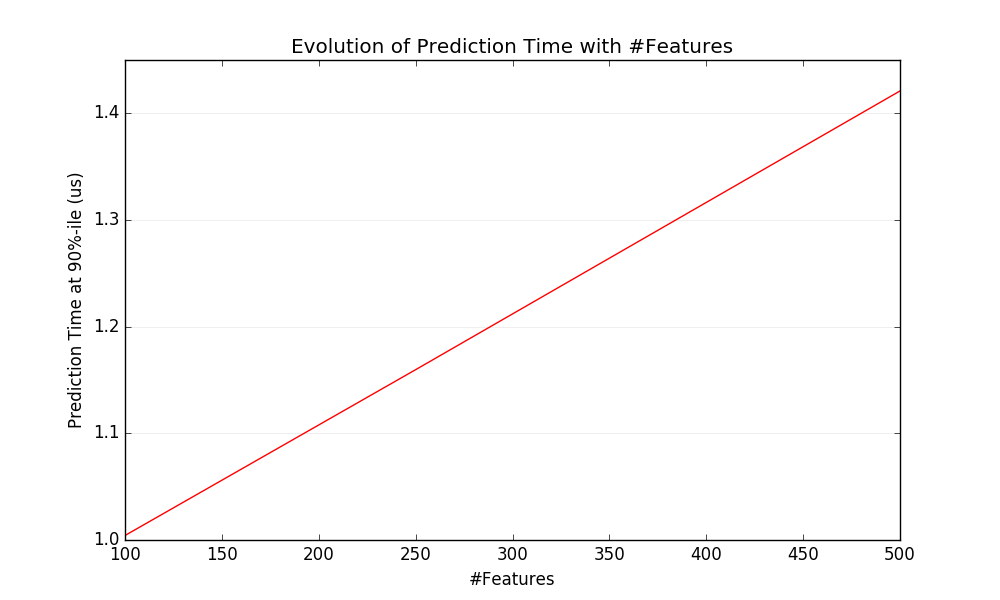 Evolution of Prediction Time with #Features
Prediction Time at 90%-ile (us)
1.4
1.3
1.2
1.1
1.0
100 150 200 250 300 350 400 450 500
#Features